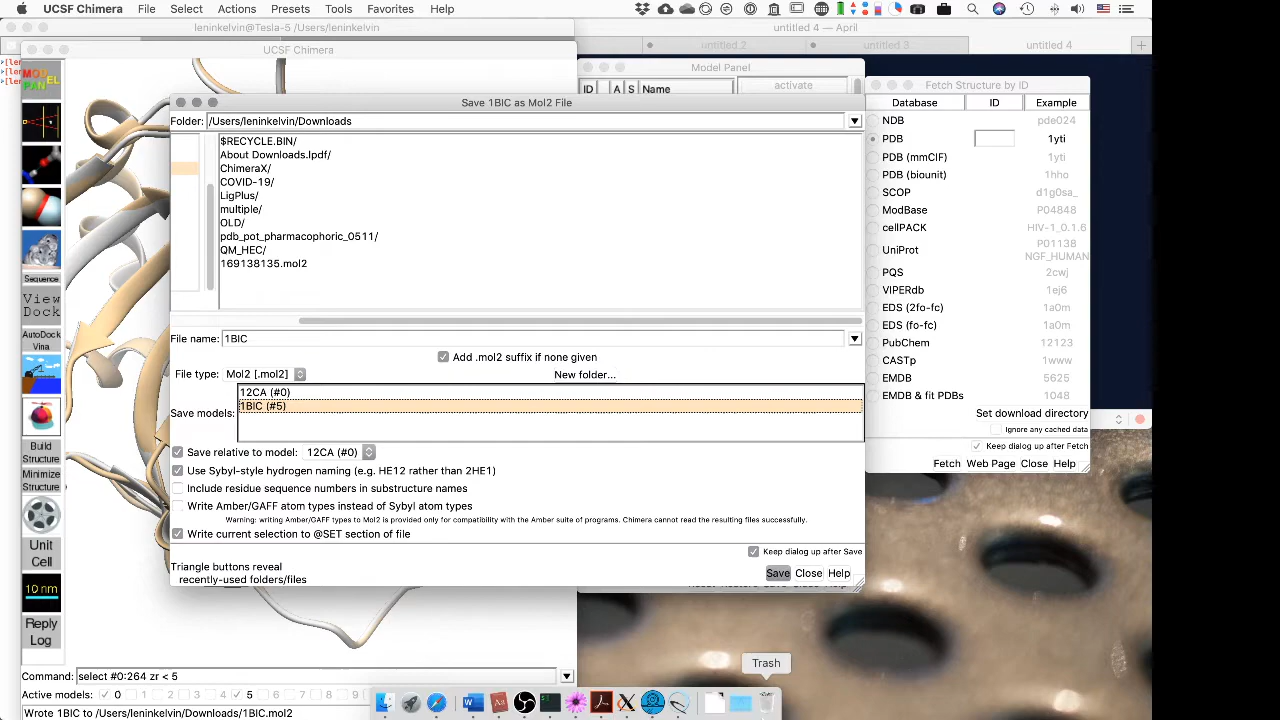 UCSF Chimera File Select Actions Presets Tools Favorites Help
leninkelvin@Tesla-5 /Users/leninkelvin
untitled 4 — April
UCSF Chimera
untitled 2 untitled 3 untitled 4
[len
[len
[len
Model Panel
ID A S Name activate
Save 1BIC as Mol2 File
Folder: /Users/leninkelvin/Downloads
$RECYCLE.BIN/
About Downloads.lpdf/
ChimeraX/
COVID-19/
LigPlus/
multiple/
OLD/
pdb_pot_pharmacophoric_0511/
QM_HEC/
169138135.mol2
File name: 1BIC
Add .mol2 suffix if none given
File type: Mol2 [.mol2] New folder...
Save models:
12CA (#0)
1BIC (#5)
Save relative to model: 12CA (#0)
Use Sybyl-style hydrogen naming (e.g. HE12 rather than 2HE1)
Include residue sequence numbers in substructure names
Write Amber/GAFF atom types instead of Sybyl atom types
Warning: writing Amber/GAFF types to Mol2 is provided only for compatibility with the Amber suite of programs. Chimera cannot read the resulting files successfully.
Write current selection to @SET section of file
Keep dialog up after Save
Triangle buttons reveal
recently-used folders/files
Save Close Help
Fetch Structure by ID
Database ID Example
NDB pde024
PDB 1yti
PDB (mmCIF) 1yti
PDB (biounit) 1hho
SCOP d1g0sa_
ModBase P04848
cellPACK HIV-1_0.1.6
UniProt P01138
NGF_HUMAN
PQS 2cwj
VIPERdb 1ej6
EDS (2fo-fc) 1a0m
EDS (fo-fc) 1a0m
PubChem 12123
CASTp 1www
EMDB 5625
EMDB & fit PDBs 1048
Set download directory
Ignore any cached data
Keep dialog up after Fetch
Fetch Web Page Close Help
MOD EL
PAN
Sequence
View
Dock
AutoDock
Vina
Build
Structure
Minimize
Structure
Unit
Cell
10 nm
Reply
Log
Trash
Command: select #0:264 zr < 5
Active models: 0 1 2 3 4 5 6 7 8 9
Wrote 1BIC to /Users/leninkelvin/Downloads/1BIC.mol2